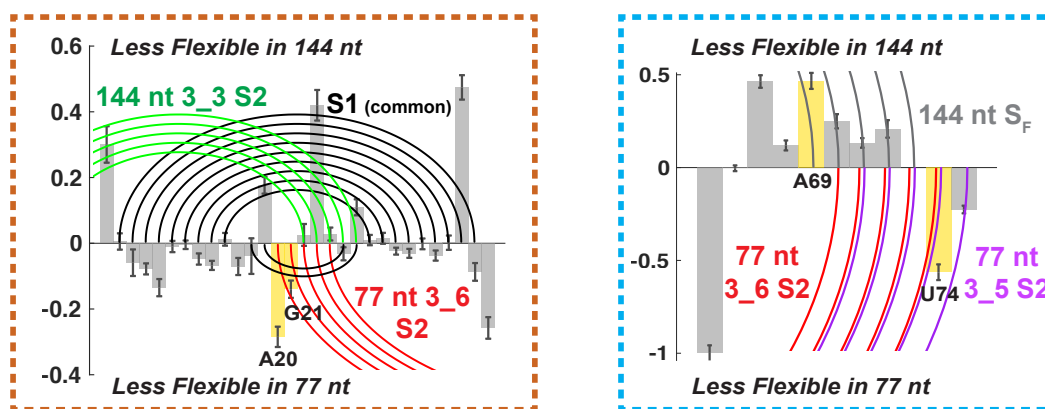 Less Flexible in 144 nt
0.6
0.4
0.2
0
-0.2
-0.4
144 nt 3_3 S2
S1 (common)
77 nt 3_6
S2
G21
A20
Less Flexible in 77 nt
Less Flexible in 144 nt
0.5
0
-0.5
-1
144 nt SF
A69
77 nt
3_6 S2
77 nt
3_5 S2
U74
Less Flexible in 77 nt